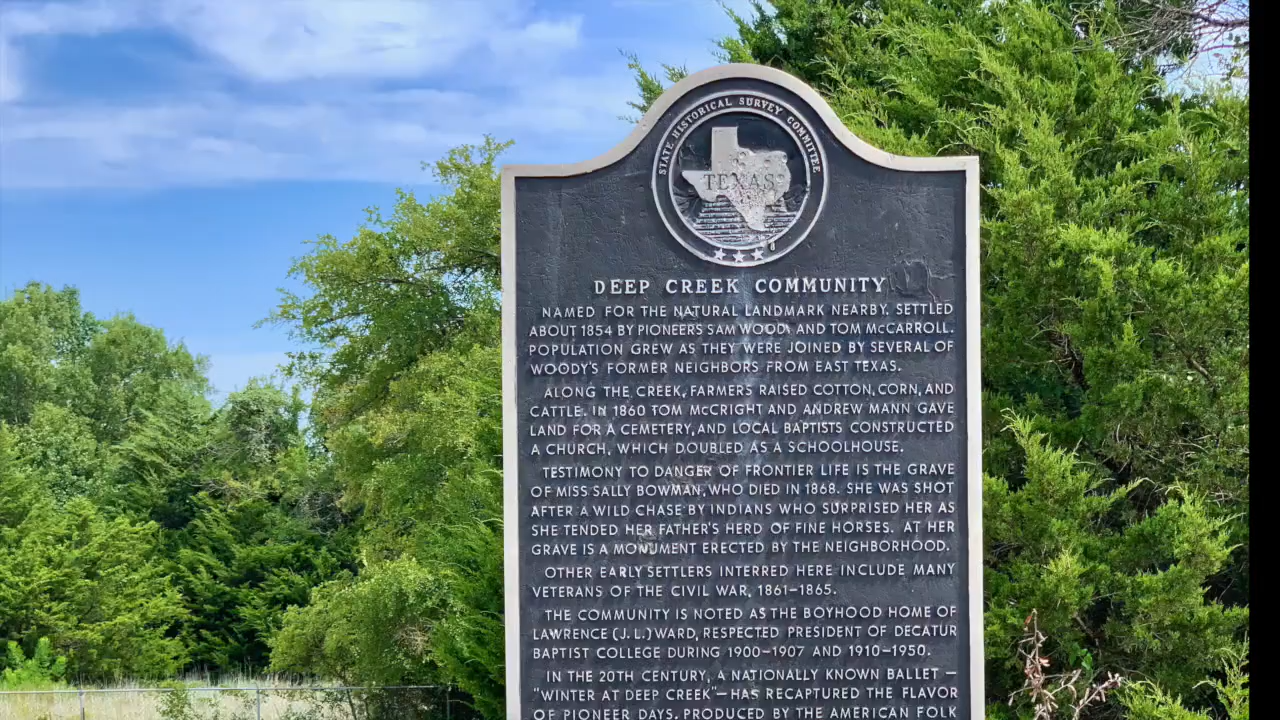 STATE HISTORICAL SURVEY COMMITTEE
TEXAS
DEEP CREEK COMMUNITY
NAMED FOR THE NATURAL LANDMARK NEARBY. SETTLED
ABOUT 1854 BY PIONEERS SAM WOODY AND TOM McCARROLL.
POPULATION GREW AS THEY WERE JOINED BY SEVERAL OF
WOODY'S FORMER NEIGHBORS FROM EAST TEXAS.
ALONG THE CREEK, FARMERS RAISED COTTON, CORN, AND
CATTLE. IN 1860 TOM McCRIGHT AND ANDREW MANN GAVE
LAND FOR A CEMETERY, AND LOCAL BAPTISTS CONSTRUCTED
A CHURCH, WHICH DOUBLED AS A SCHOOLHOUSE.
TESTIMONY TO DANGER OF FRONTIER LIFE IS THE GRAVE
OF MISS SALLY BOWMAN, WHO DIED IN 1868. SHE WAS SHOT
AFTER A WILD CHASE BY INDIANS WHO SURPRISED HER AS
SHE TENDED HER FATHER'S HERD OF FINE HORSES. AT HER
GRAVE IS A MONUMENT ERECTED BY THE NEIGHBORHOOD.
OTHER EARLY SETTLERS INTERRED HERE INCLUDE MANY
VETERANS OF THE CIVIL WAR, 1861-1865.
THE COMMUNITY IS NOTED AS THE BOYHOOD HOME OF
LAWRENCE (J. L.) WARD, RESPECTED PRESIDENT OF DECATUR
BAPTIST COLLEGE DURING 1900-1907 AND 1910-1950.
IN THE 20TH CENTURY, A NATIONALLY KNOWN BALLET —
"WINTER AT DEEP CREEK"— HAS RECAPTURED THE FLAVOR
OF PIONEER DAYS. PRODUCED BY THE AMERICAN FOLK